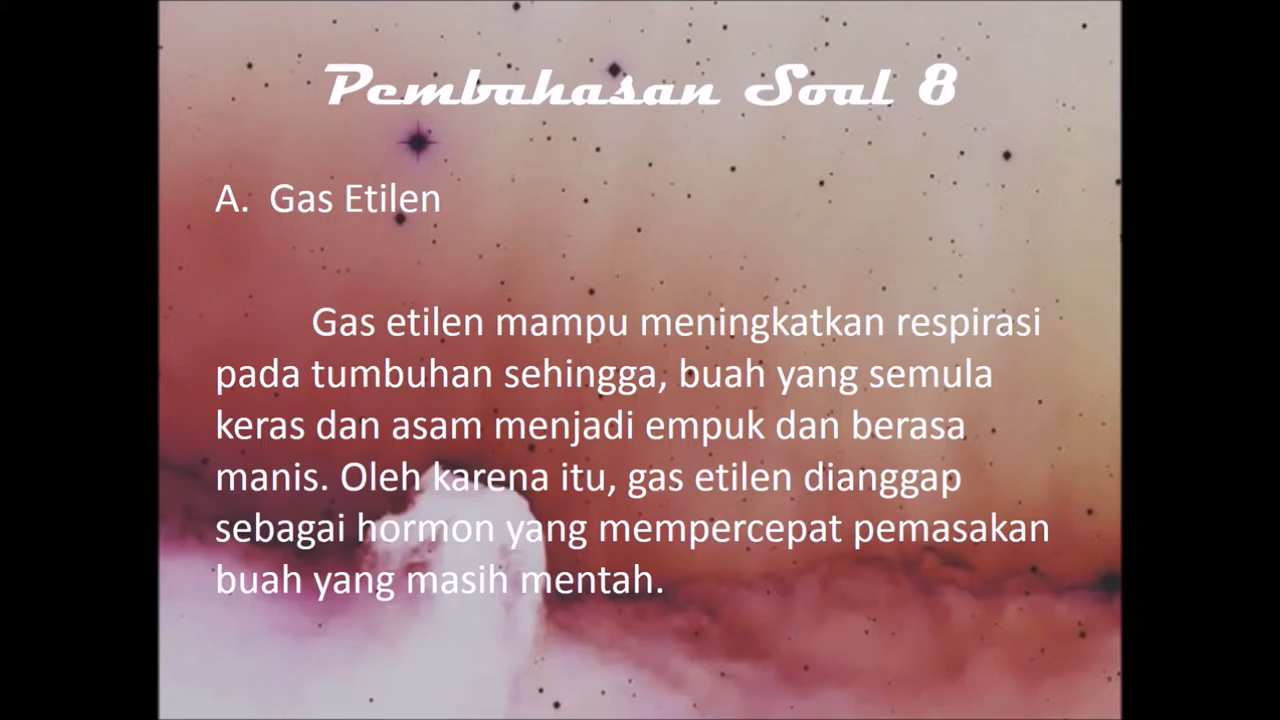 Pembahasan Soal 8
A. Gas Etilen
Gas etilen mampu meningkatkan respirasi
pada tumbuhan sehingga, buah yang semula
keras dan asam menjadi empuk dan berasa
manis. Oleh karena itu, gas etilen dianggap
sebagai hormon yang mempercepat pemasakan
buah yang masih mentah.